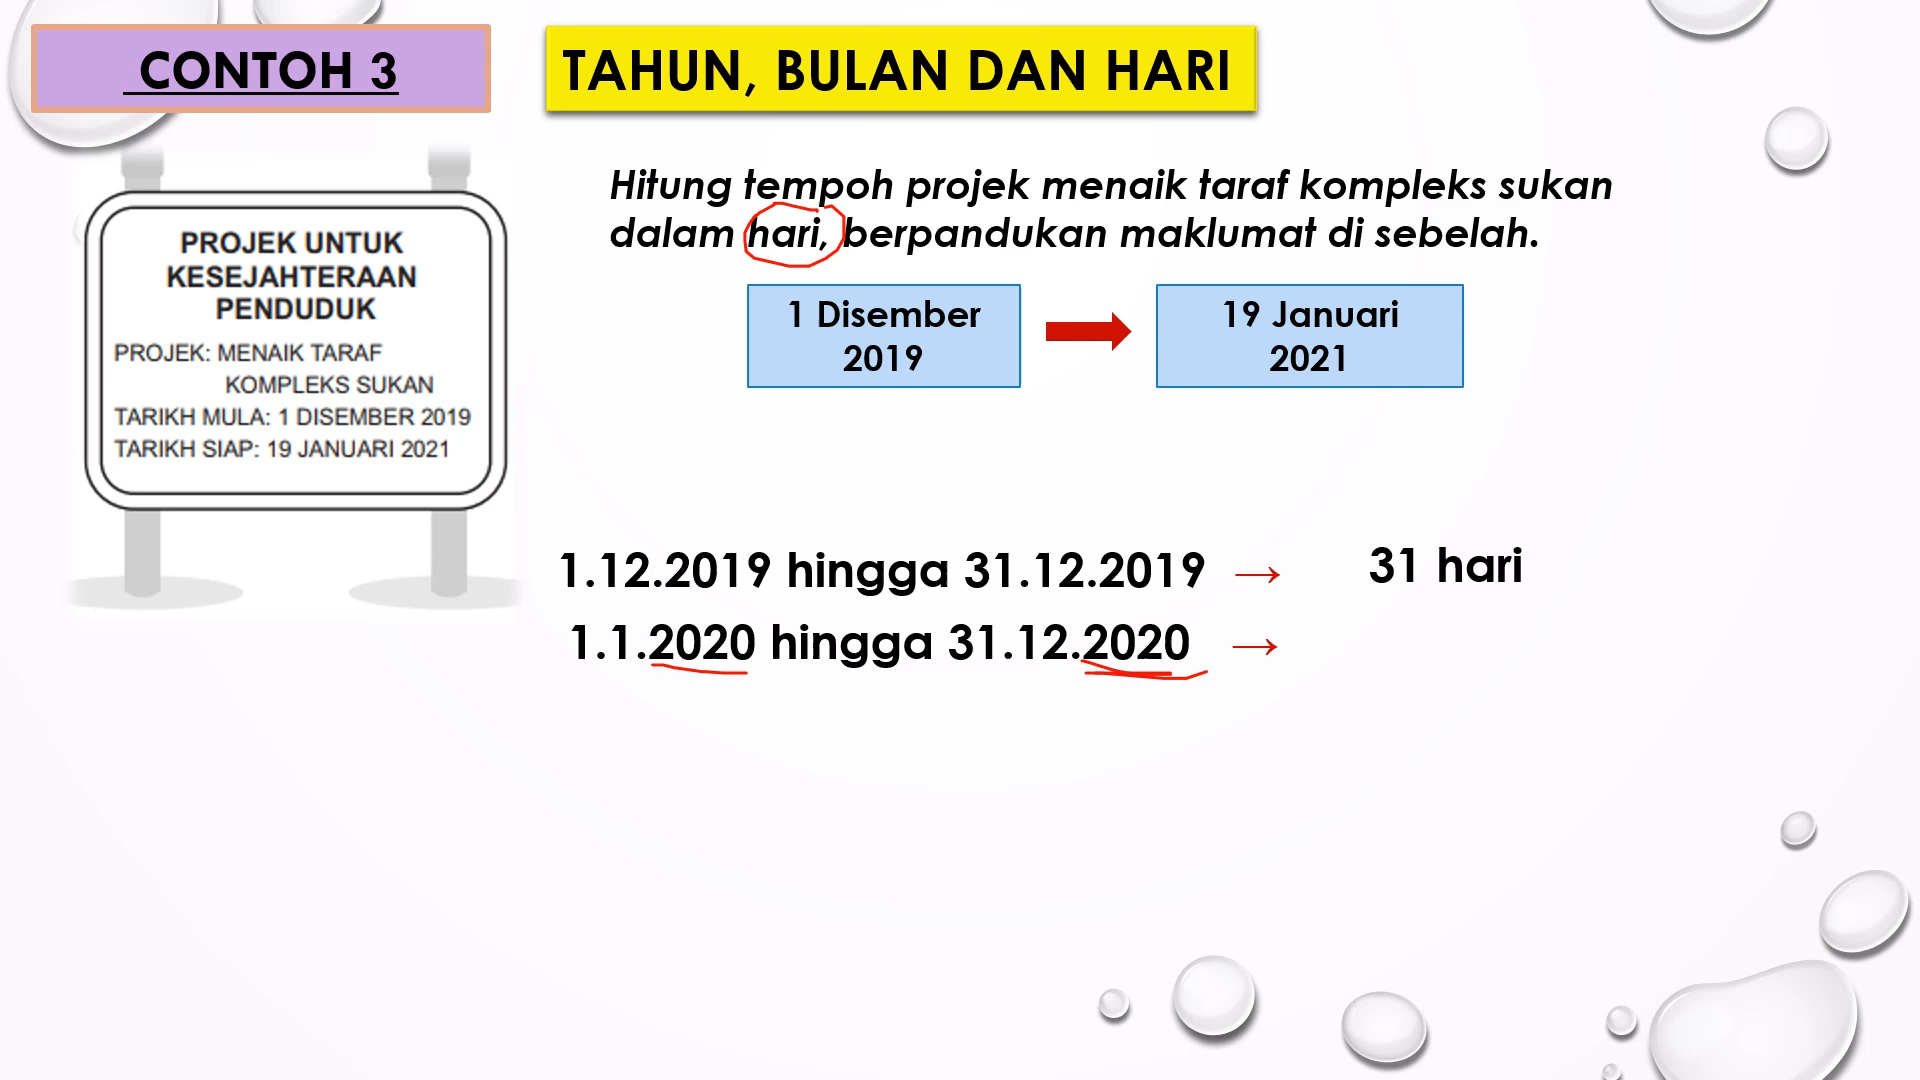 CONTOH 3
TAHUN, BULAN DAN HARI
PROJEK UNTUK
KESEJAHTERAAN
PENDUDUK
PROJEK: MENAIK TARAF
KOMPLEKS SUKAN
TARIKH MULA: 1 DISEMBER 2019
TARIKH SIAP: 19 JANUARI 2021
Hitung tempoh projek menaik taraf kompleks sukan
dalam hari, berpandukan maklumat di sebelah.
1 Disember
2019
19 Januari
2021
1.12.2019 hingga 31.12.2019 → 31 hari
1.1.2020 hingga 31.12.2020 →